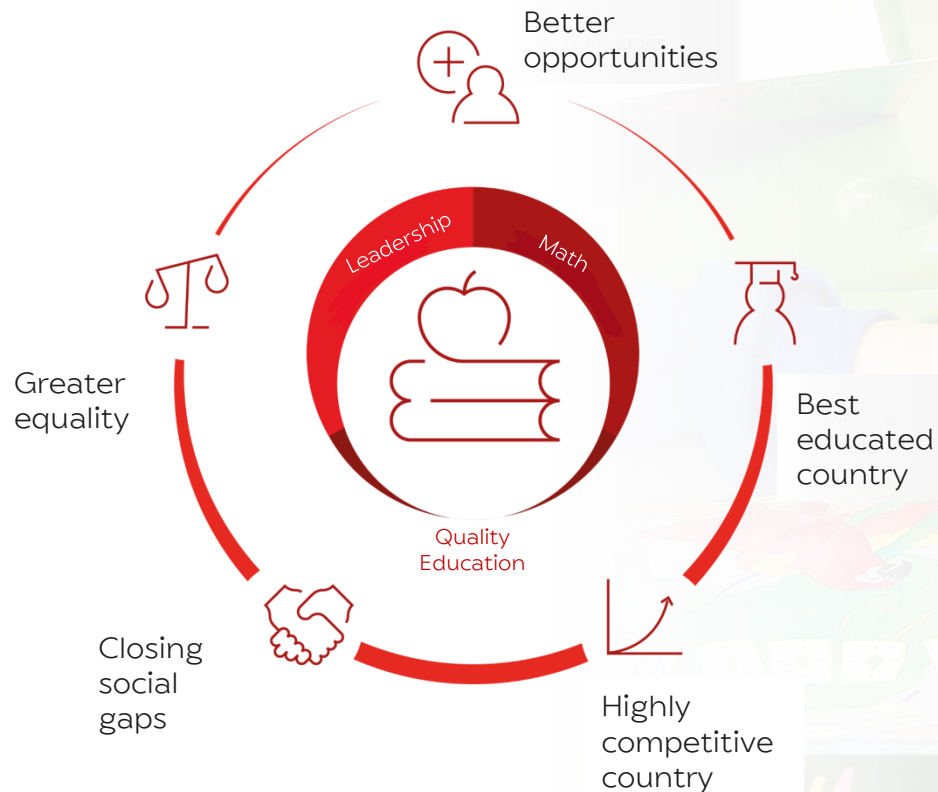 Better
opportunities
Leadership
Math
Greater
equality
Best
educated
country
Quality
Education
Closing
social
gaps
Highly
competitive
country